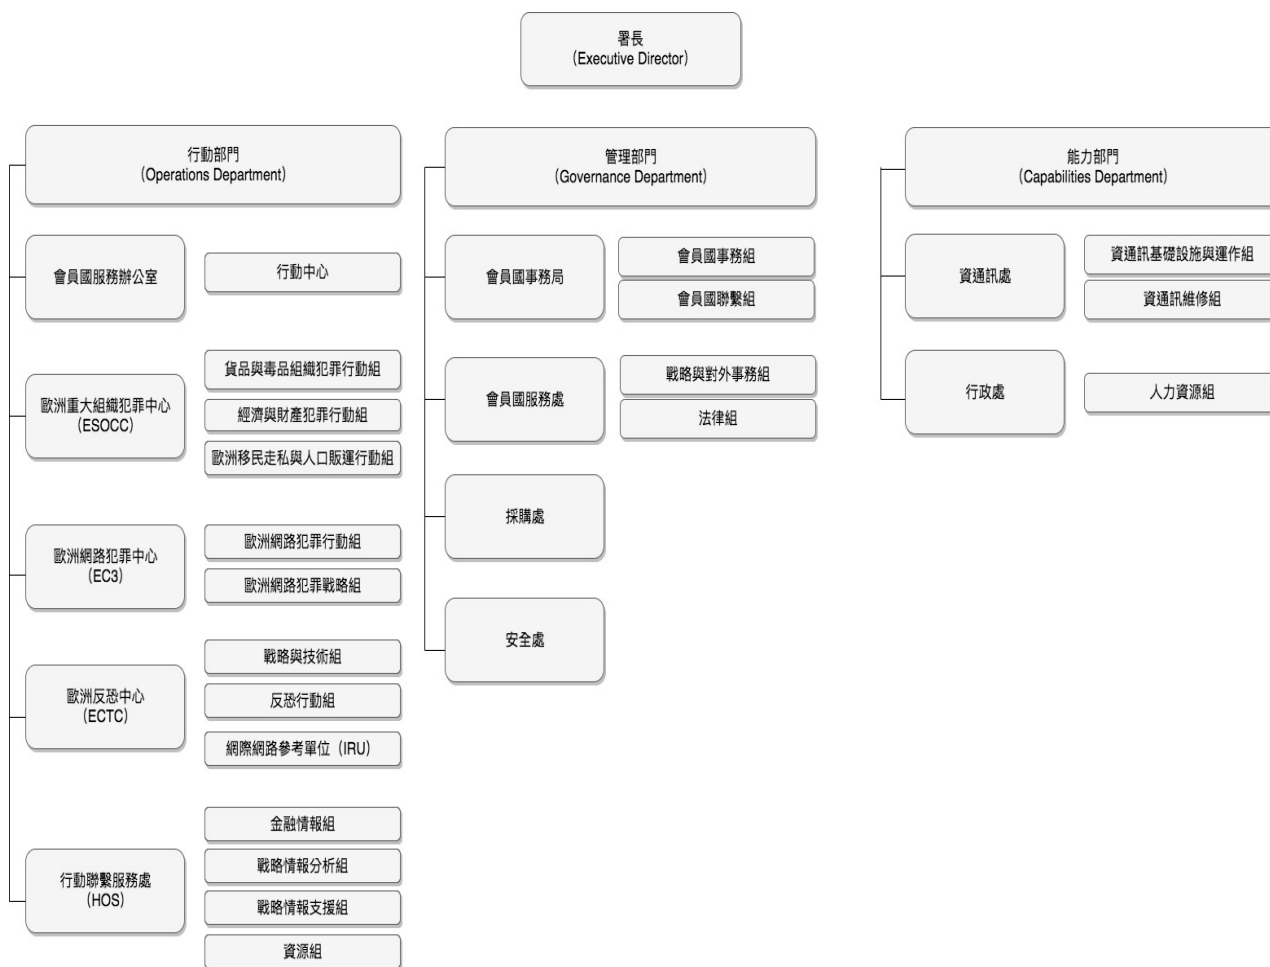 署長
（Executive Director）
行動部門
（Operations Department）
會員國服務辦公室
行動中心
歐洲重大組織犯罪中心
（ESOCC）
貨品與毒品組織犯罪行動組
經濟與財產犯罪行動組
歐洲移民走私與人口販運行動組
歐洲網路犯罪中心
（EC3）
歐洲網路犯罪行動組
歐洲網路犯罪戰略組
歐洲反恐中心
（ECTC）
戰略與技術組
反恐行動組
網際網路參考單位（IRU）
行動聯繫服務處
（HOS）
金融情報組
戰略情報分析組
戰略情報支援組
資源組
管理部門
（Governance Department）
會員國事務局
會員國事務組
會員國聯繫組
會員國服務處
戰略與對外事務組
法律組
採購處
安全處
能力部門
（Capabilities Department）
資通訊處
資通訊基礎設施與運作組
資通訊維修組
行政處
人力資源組